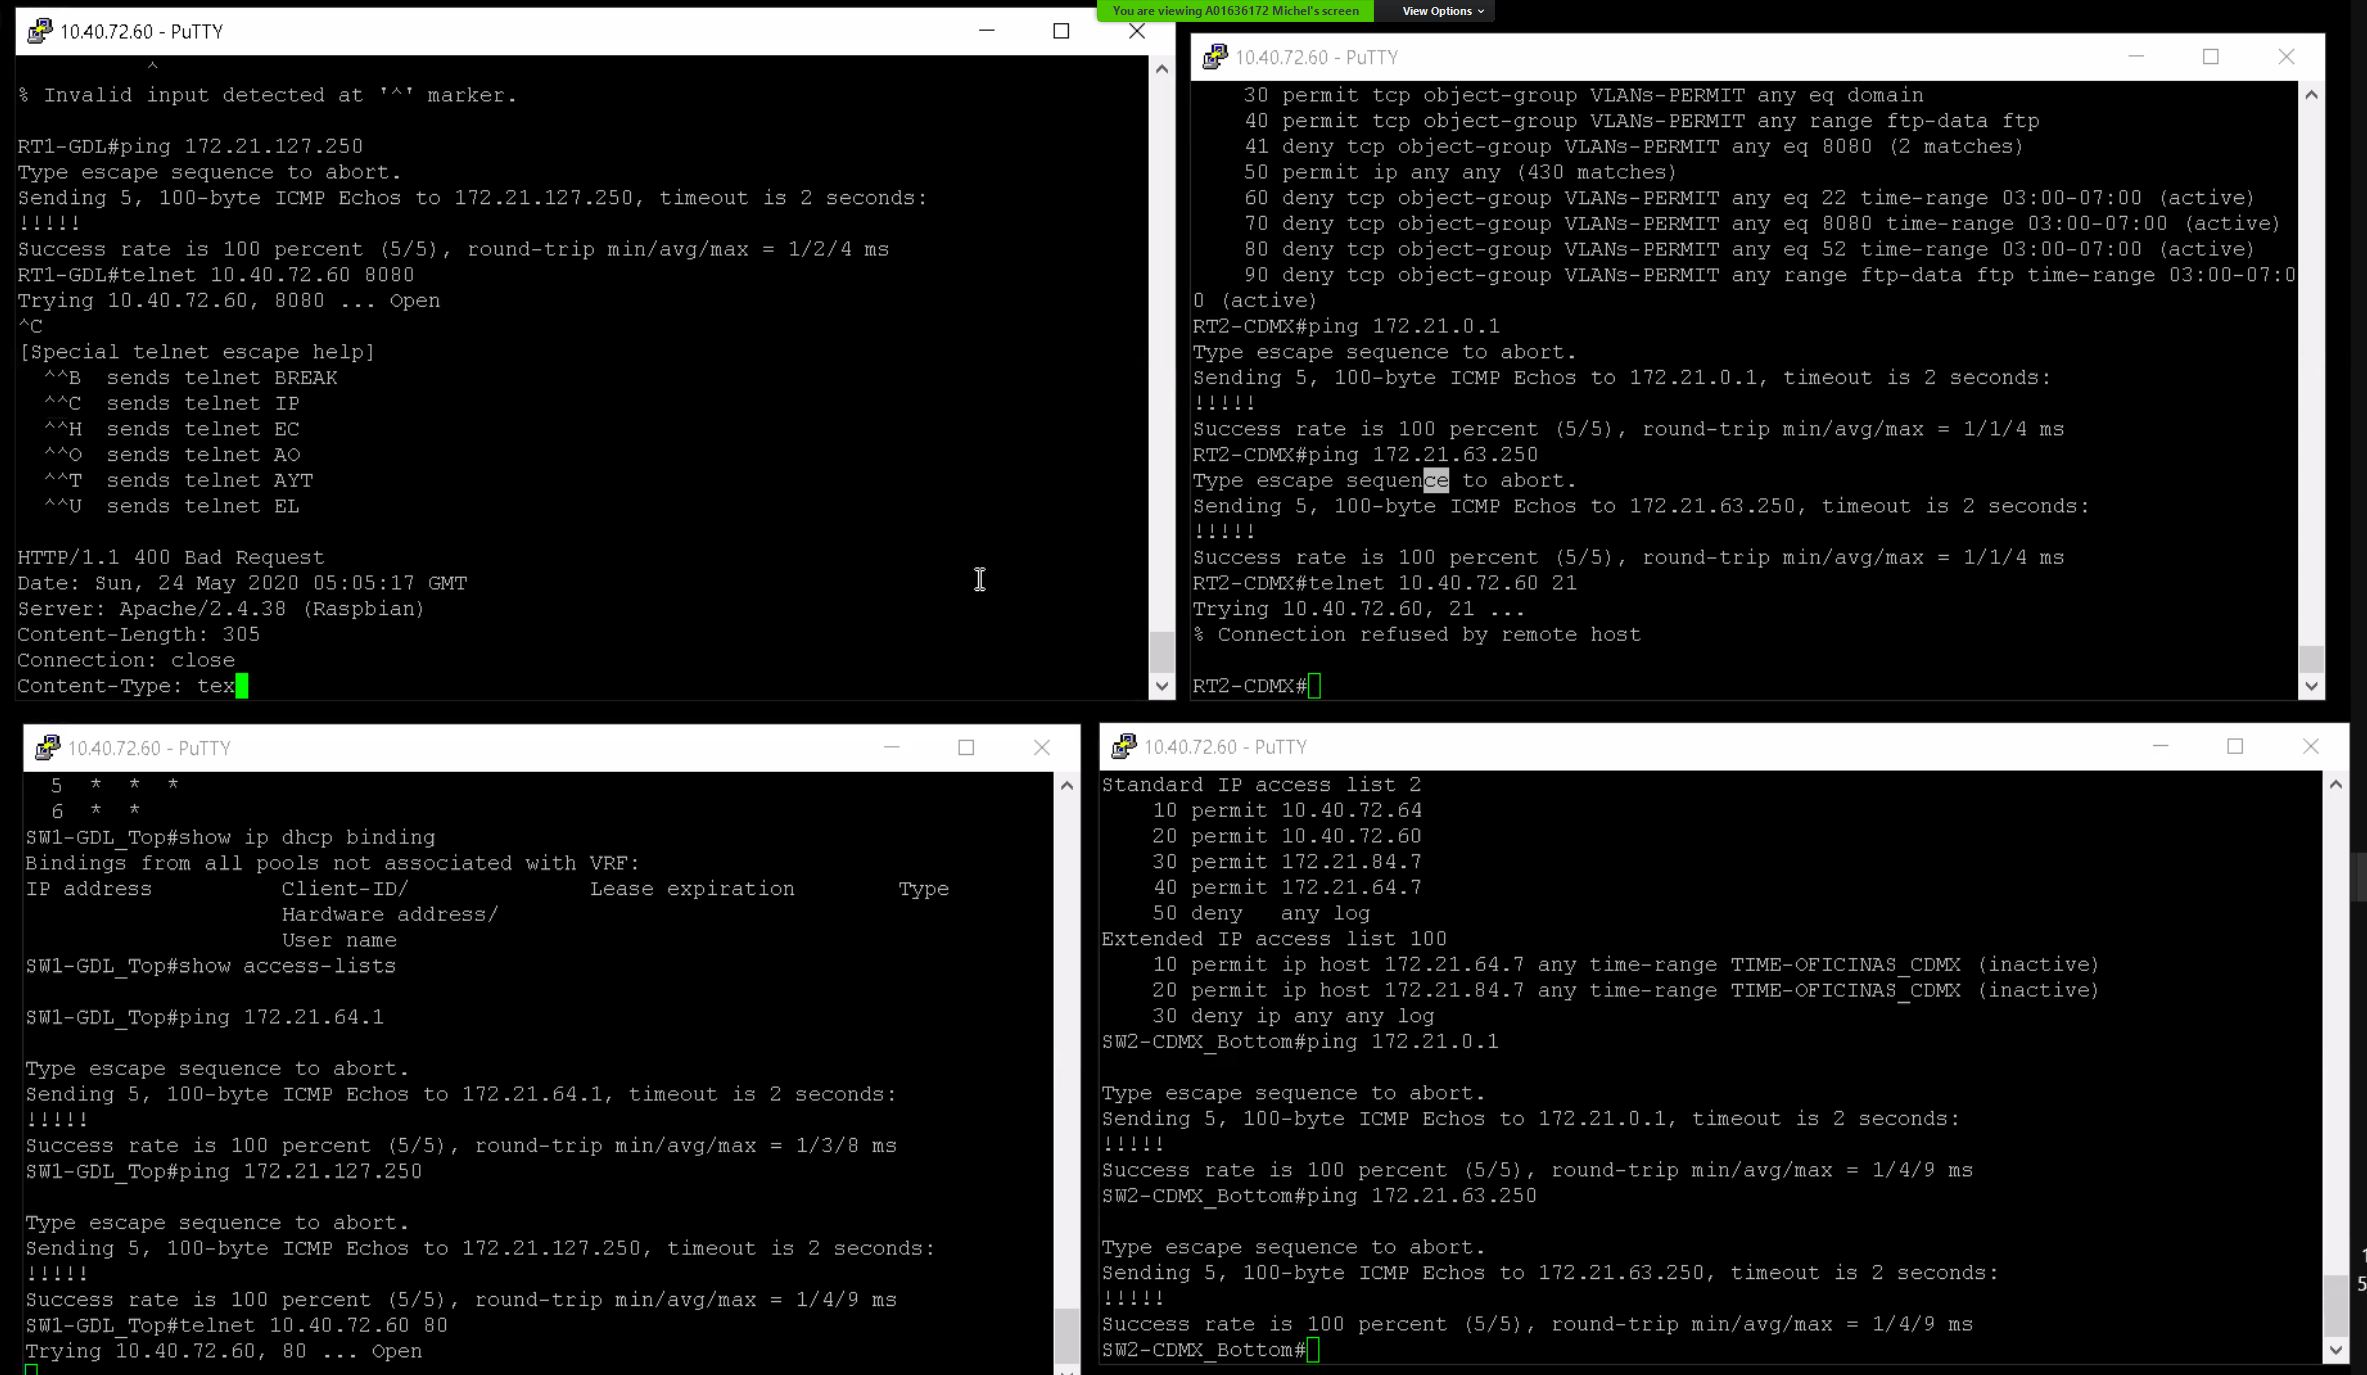 You are viewing A01636172 Michel's screen
View Options
10.40.72.60 - PuTTY
^
% Invalid input detected at '^' marker.
RT1-GDL#ping 172.21.127.250
Type escape sequence to abort.
Sending 5, 100-byte ICMP Echos to 172.21.127.250, timeout is 2 seconds:
!!!!!
Success rate is 100 percent (5/5), round-trip min/avg/max = 1/2/4 ms
RT1-GDL#telnet 10.40.72.60 8080
Trying 10.40.72.60, 8080 ... Open
^C
[Special telnet escape help]
^^B sends telnet BREAK
^^C sends telnet IP
^^H sends telnet EC
^^O sends telnet AO
^^T sends telnet AYT
^^U sends telnet EL
HTTP/1.1 400 Bad Request
Date: Sun, 24 May 2020 05:05:17 GMT
Server: Apache/2.4.38 (Raspbian)
Content-Length: 305
Connection: close
Content-Type: tex
10.40.72.60 - PuTTY
30 permit tcp object-group VLANs-PERMIT any eq domain
40 permit tcp object-group VLANs-PERMIT any range ftp-data ftp
41 deny tcp object-group VLANs-PERMIT any eq 8080 (2 matches)
50 permit ip any any (430 matches)
60 deny tcp object-group VLANs-PERMIT any eq 22 time-range 03:00-07:00 (active)
70 deny tcp object-group VLANs-PERMIT any eq 8080 time-range 03:00-07:00 (active)
80 deny tcp object-group VLANs-PERMIT any eq 52 time-range 03:00-07:00 (active)
90 deny tcp object-group VLANs-PERMIT any range ftp-data ftp time-range 03:00-07:0
0 (active)
RT2-CDMX#ping 172.21.0.1
Type escape sequence to abort.
Sending 5, 100-byte ICMP Echos to 172.21.0.1, timeout is 2 seconds:
!!!!!
Success rate is 100 percent (5/5), round-trip min/avg/max = 1/1/4 ms
RT2-CDMX#ping 172.21.63.250
Type escape sequence to abort.
Sending 5, 100-byte ICMP Echos to 172.21.63.250, timeout is 2 seconds:
!!!!!
Success rate is 100 percent (5/5), round-trip min/avg/max = 1/1/4 ms
RT2-CDMX#telnet 10.40.72.60 21
Trying 10.40.72.60, 21 ...
% Connection refused by remote host
RT2-CDMX#
10.40.72.60 - PuTTY
5 * * *
6 * *
SW1-GDL_Top#show ip dhcp binding
Bindings from all pools not associated with VRF:
IP address Client-ID/ Lease expiration Type
Hardware address/
User name
SW1-GDL_Top#show access-lists
SW1-GDL_Top#ping 172.21.64.1
Type escape sequence to abort.
Sending 5, 100-byte ICMP Echos to 172.21.64.1, timeout is 2 seconds:
!!!!!
Success rate is 100 percent (5/5), round-trip min/avg/max = 1/3/8 ms
SW1-GDL_Top#ping 172.21.127.250
Type escape sequence to abort.
Sending 5, 100-byte ICMP Echos to 172.21.127.250, timeout is 2 seconds:
!!!!!
Success rate is 100 percent (5/5), round-trip min/avg/max = 1/4/9 ms
SW1-GDL_Top#telnet 10.40.72.60 80
Trying 10.40.72.60, 80 ... Open
10.40.72.60 - PuTTY
Standard IP access list 2
10 permit 10.40.72.64
20 permit 10.40.72.60
30 permit 172.21.84.7
40 permit 172.21.64.7
50 deny any log
Extended IP access list 100
10 permit ip host 172.21.64.7 any time-range TIME-OFICINAS_CDMX (inactive)
20 permit ip host 172.21.84.7 any time-range TIME-OFICINAS_CDMX (inactive)
30 deny ip any any log
SW2-CDMX_Bottom#ping 172.21.0.1
Type escape sequence to abort.
Sending 5, 100-byte ICMP Echos to 172.21.0.1, timeout is 2 seconds:
!!!!!
Success rate is 100 percent (5/5), round-trip min/avg/max = 1/4/9 ms
SW2-CDMX_Bottom#ping 172.21.63.250
Type escape sequence to abort.
Sending 5, 100-byte ICMP Echos to 172.21.63.250, timeout is 2 seconds:
!!!!!
Success rate is 100 percent (5/5), round-trip min/avg/max = 1/4/9 ms
SW2-CDMX_Bottom#